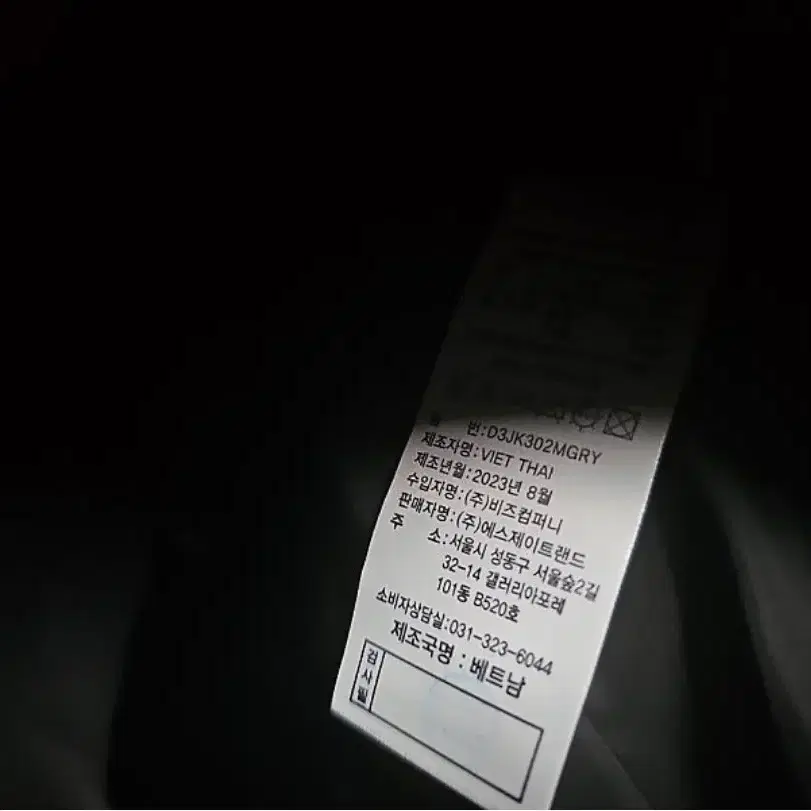 번:D3JK302MGRY
제조자명:VIET THAI
제조년월:2023년 8월
수입자명:(주)비즈컴퍼니
판매자명:(주)에스제이트랜드
주 소:서울시 성동구 서울숲2길
32-14 갤러리아포레
101동 B520호
소비자상담실:031-323-6044
제조국명 : 베트남
검사필